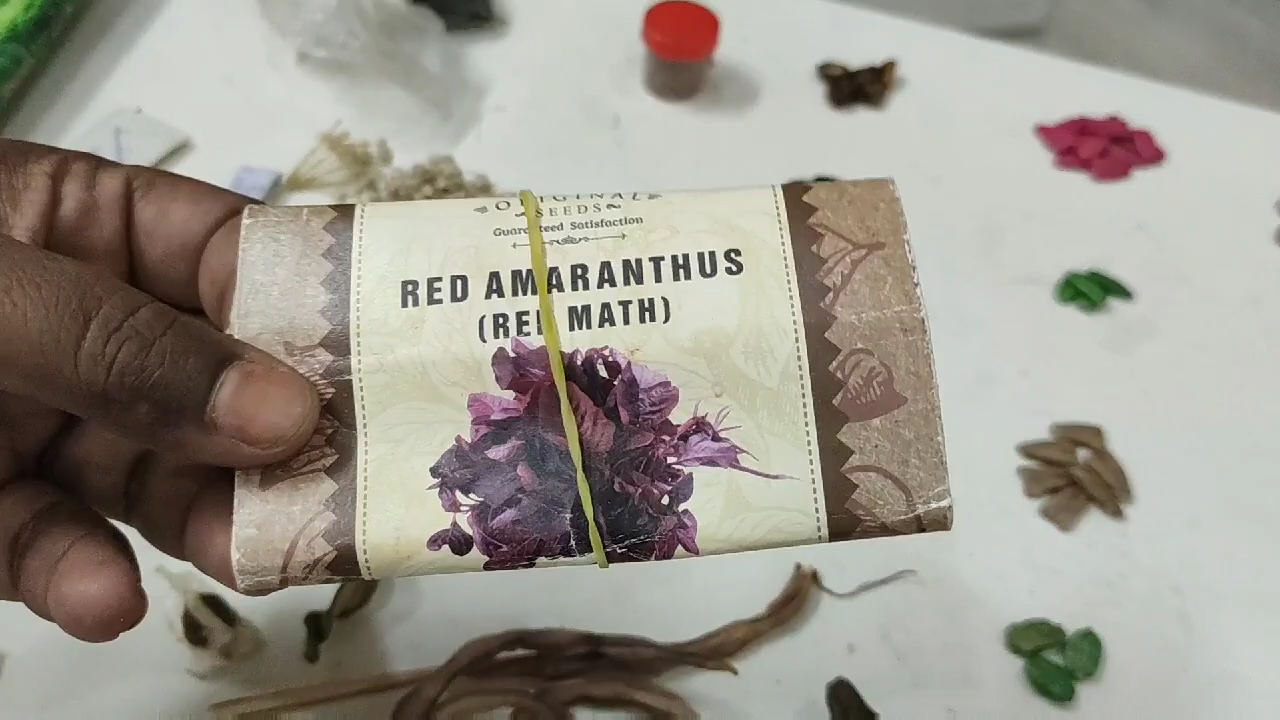 ORIGINAL
SEEDS
Guaranteed Satisfaction
RED AMARANTHUS
(RED MATH)